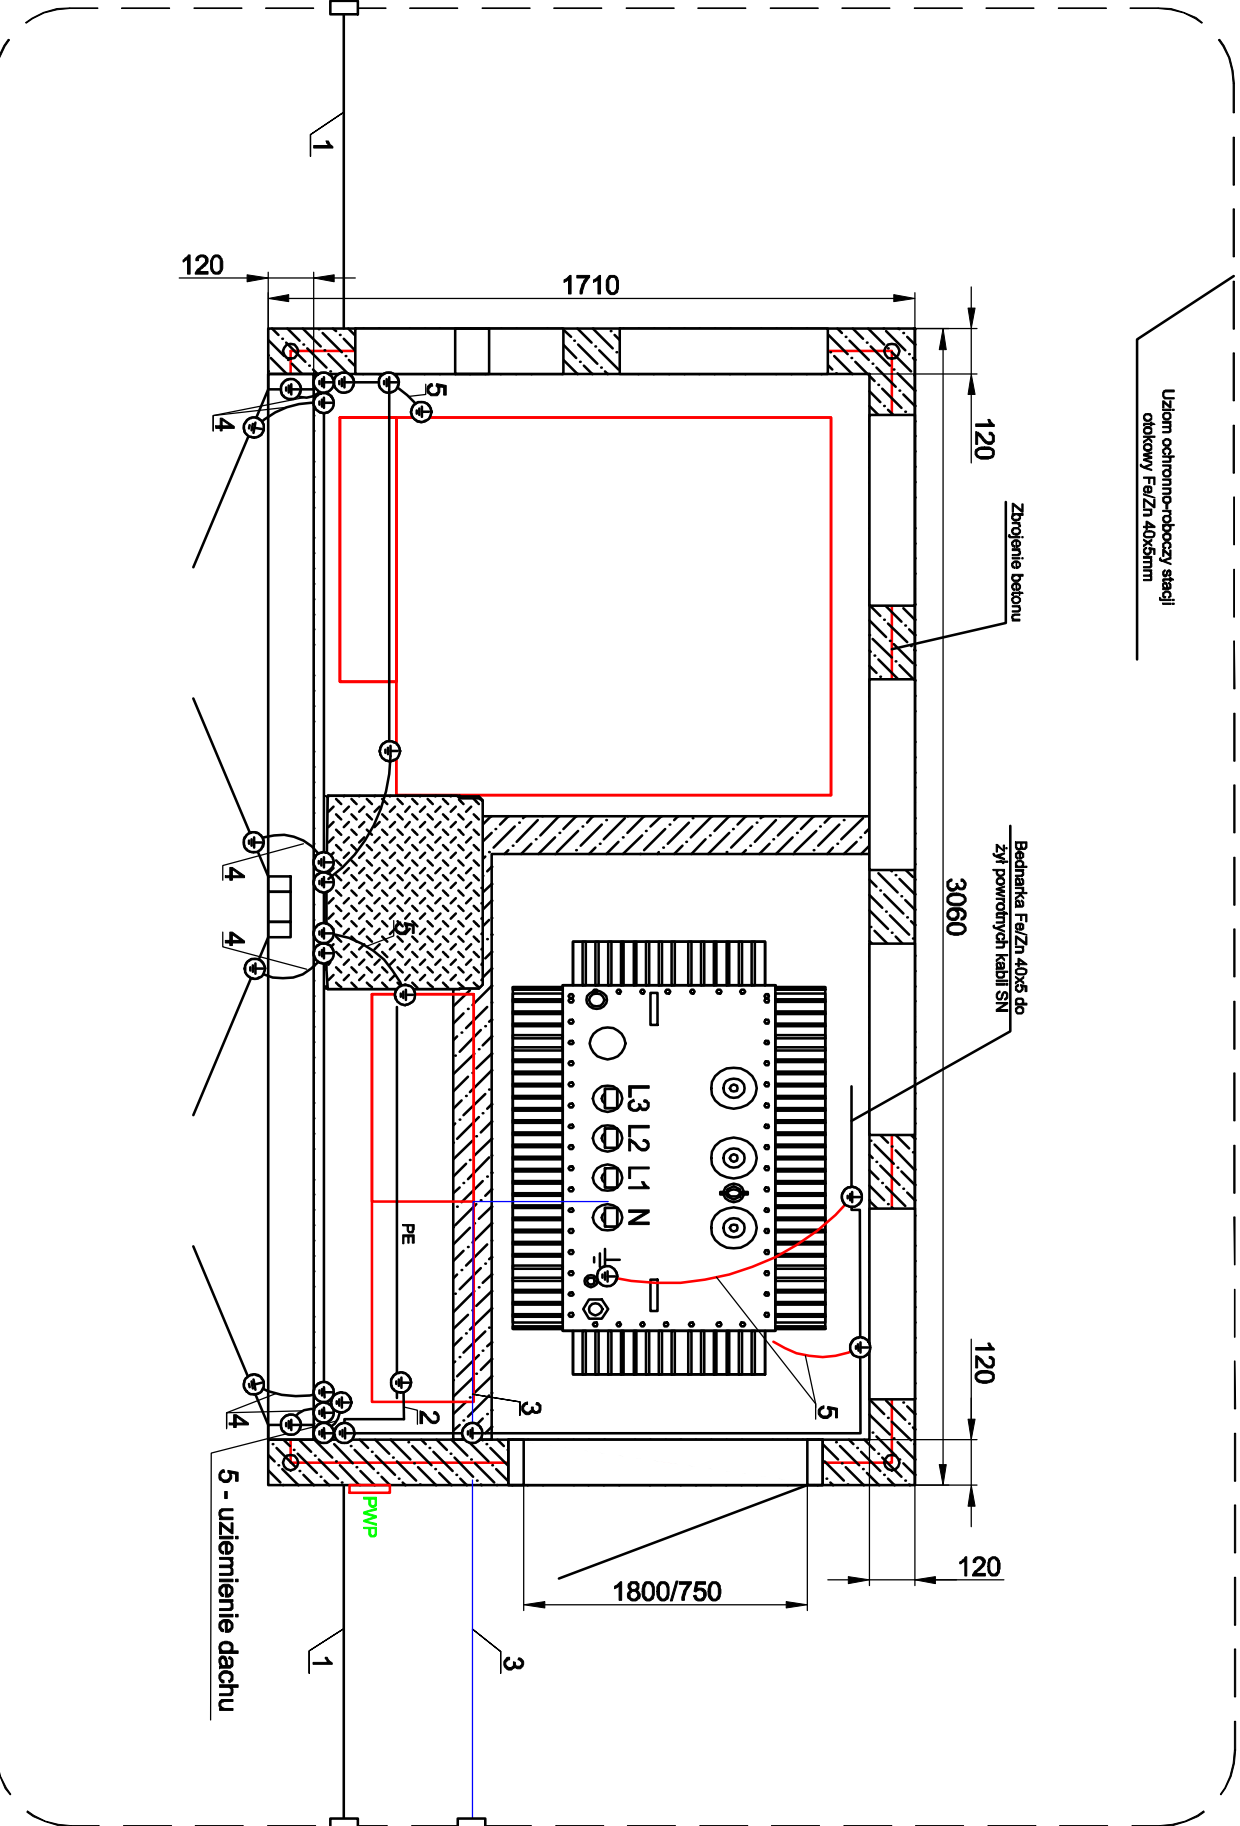 Uziom ochronno-roboczy stacji
otokowy Fe/Zn 40x5mm
Zbrojenie betonu
Bednarka Fe/Zn 40x5 do
żył powrotnych kabli SN
1
120
1710
120
5
4
3060
4
4
5
L3
L2
L1
N
PE
120
5
3
2
4
5 - uziemienie dachu
PWP
120
1800/750
1
3